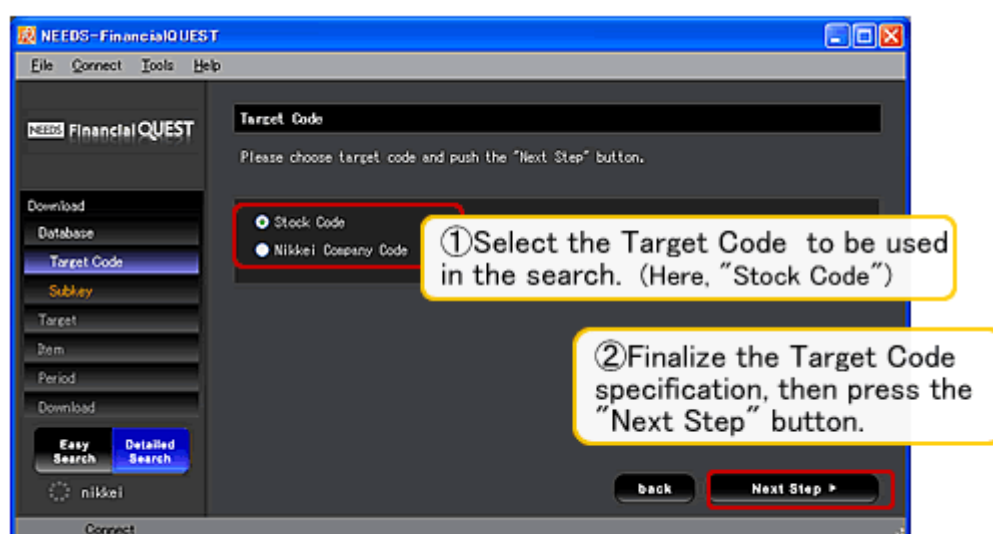 NEEDS-FinancialQUEST
File Connect Tools Help
NEEDS Financial QUEST
Target Code
Please choose target code and push the "Next Step" button.
Download
Database
Target Code
Subkey
Target
Item
Period
Download
Easy Search
Detailed Search
nikkei
Stock Code
Nikkei Company Code
①Select the Target Code to be used
in the search. (Here, "Stock Code")
②Finalize the Target Code
specification, then press the
"Next Step" button.
back
Next Step
Connect